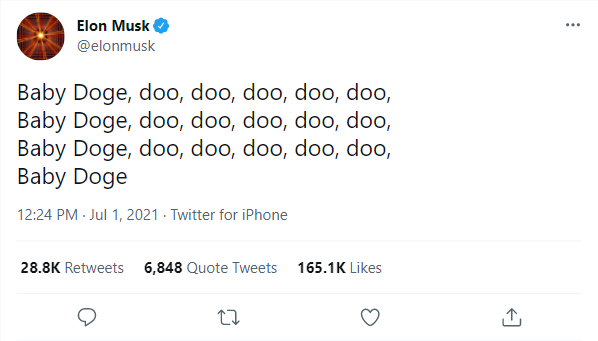 Elon Musk
@elonmusk
Baby Doge, doo, doo, doo, doo, doo,
Baby Doge, doo, doo, doo, doo, doo,
Baby Doge, doo, doo, doo, doo, doo,
Baby Doge
12:24 PM · Jul 1, 2021 · Twitter for iPhone
28.8K Retweets 6,848 Quote Tweets 165.1K Likes